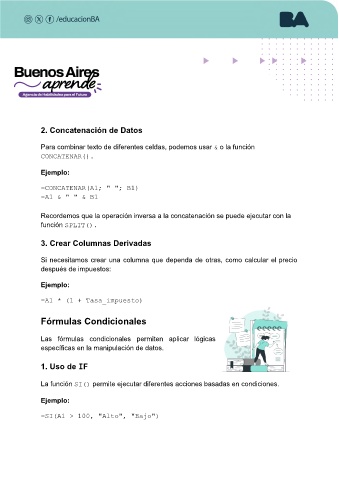 /educacionBA
BA
Buenos Aires
aprende
Agencia de Habilidades para el Futuro
2. Concatenación de Datos
Para combinar texto de diferentes celdas, podemos usar & o la función
CONCATENAR().
Ejemplo:
=CONCATENAR(A1; " "; B1)
=A1 & " " & B1
Recordemos que la operación inversa a la concatenación se puede ejecutar con la
función SPLIT().
3. Crear Columnas Derivadas
Si necesitamos crear una columna que dependa de otras, como calcular el precio
después de impuestos:
Ejemplo:
=A1 * (1 + Tasa_impuesto)
Fórmulas Condicionales
Las fórmulas condicionales permiten aplicar lógicas
específicas en la manipulación de datos.
1. Uso de IF
La función SI() permite ejecutar diferentes acciones basadas en condiciones.
Ejemplo:
=SI(A1 > 100, "Alto", "Bajo")